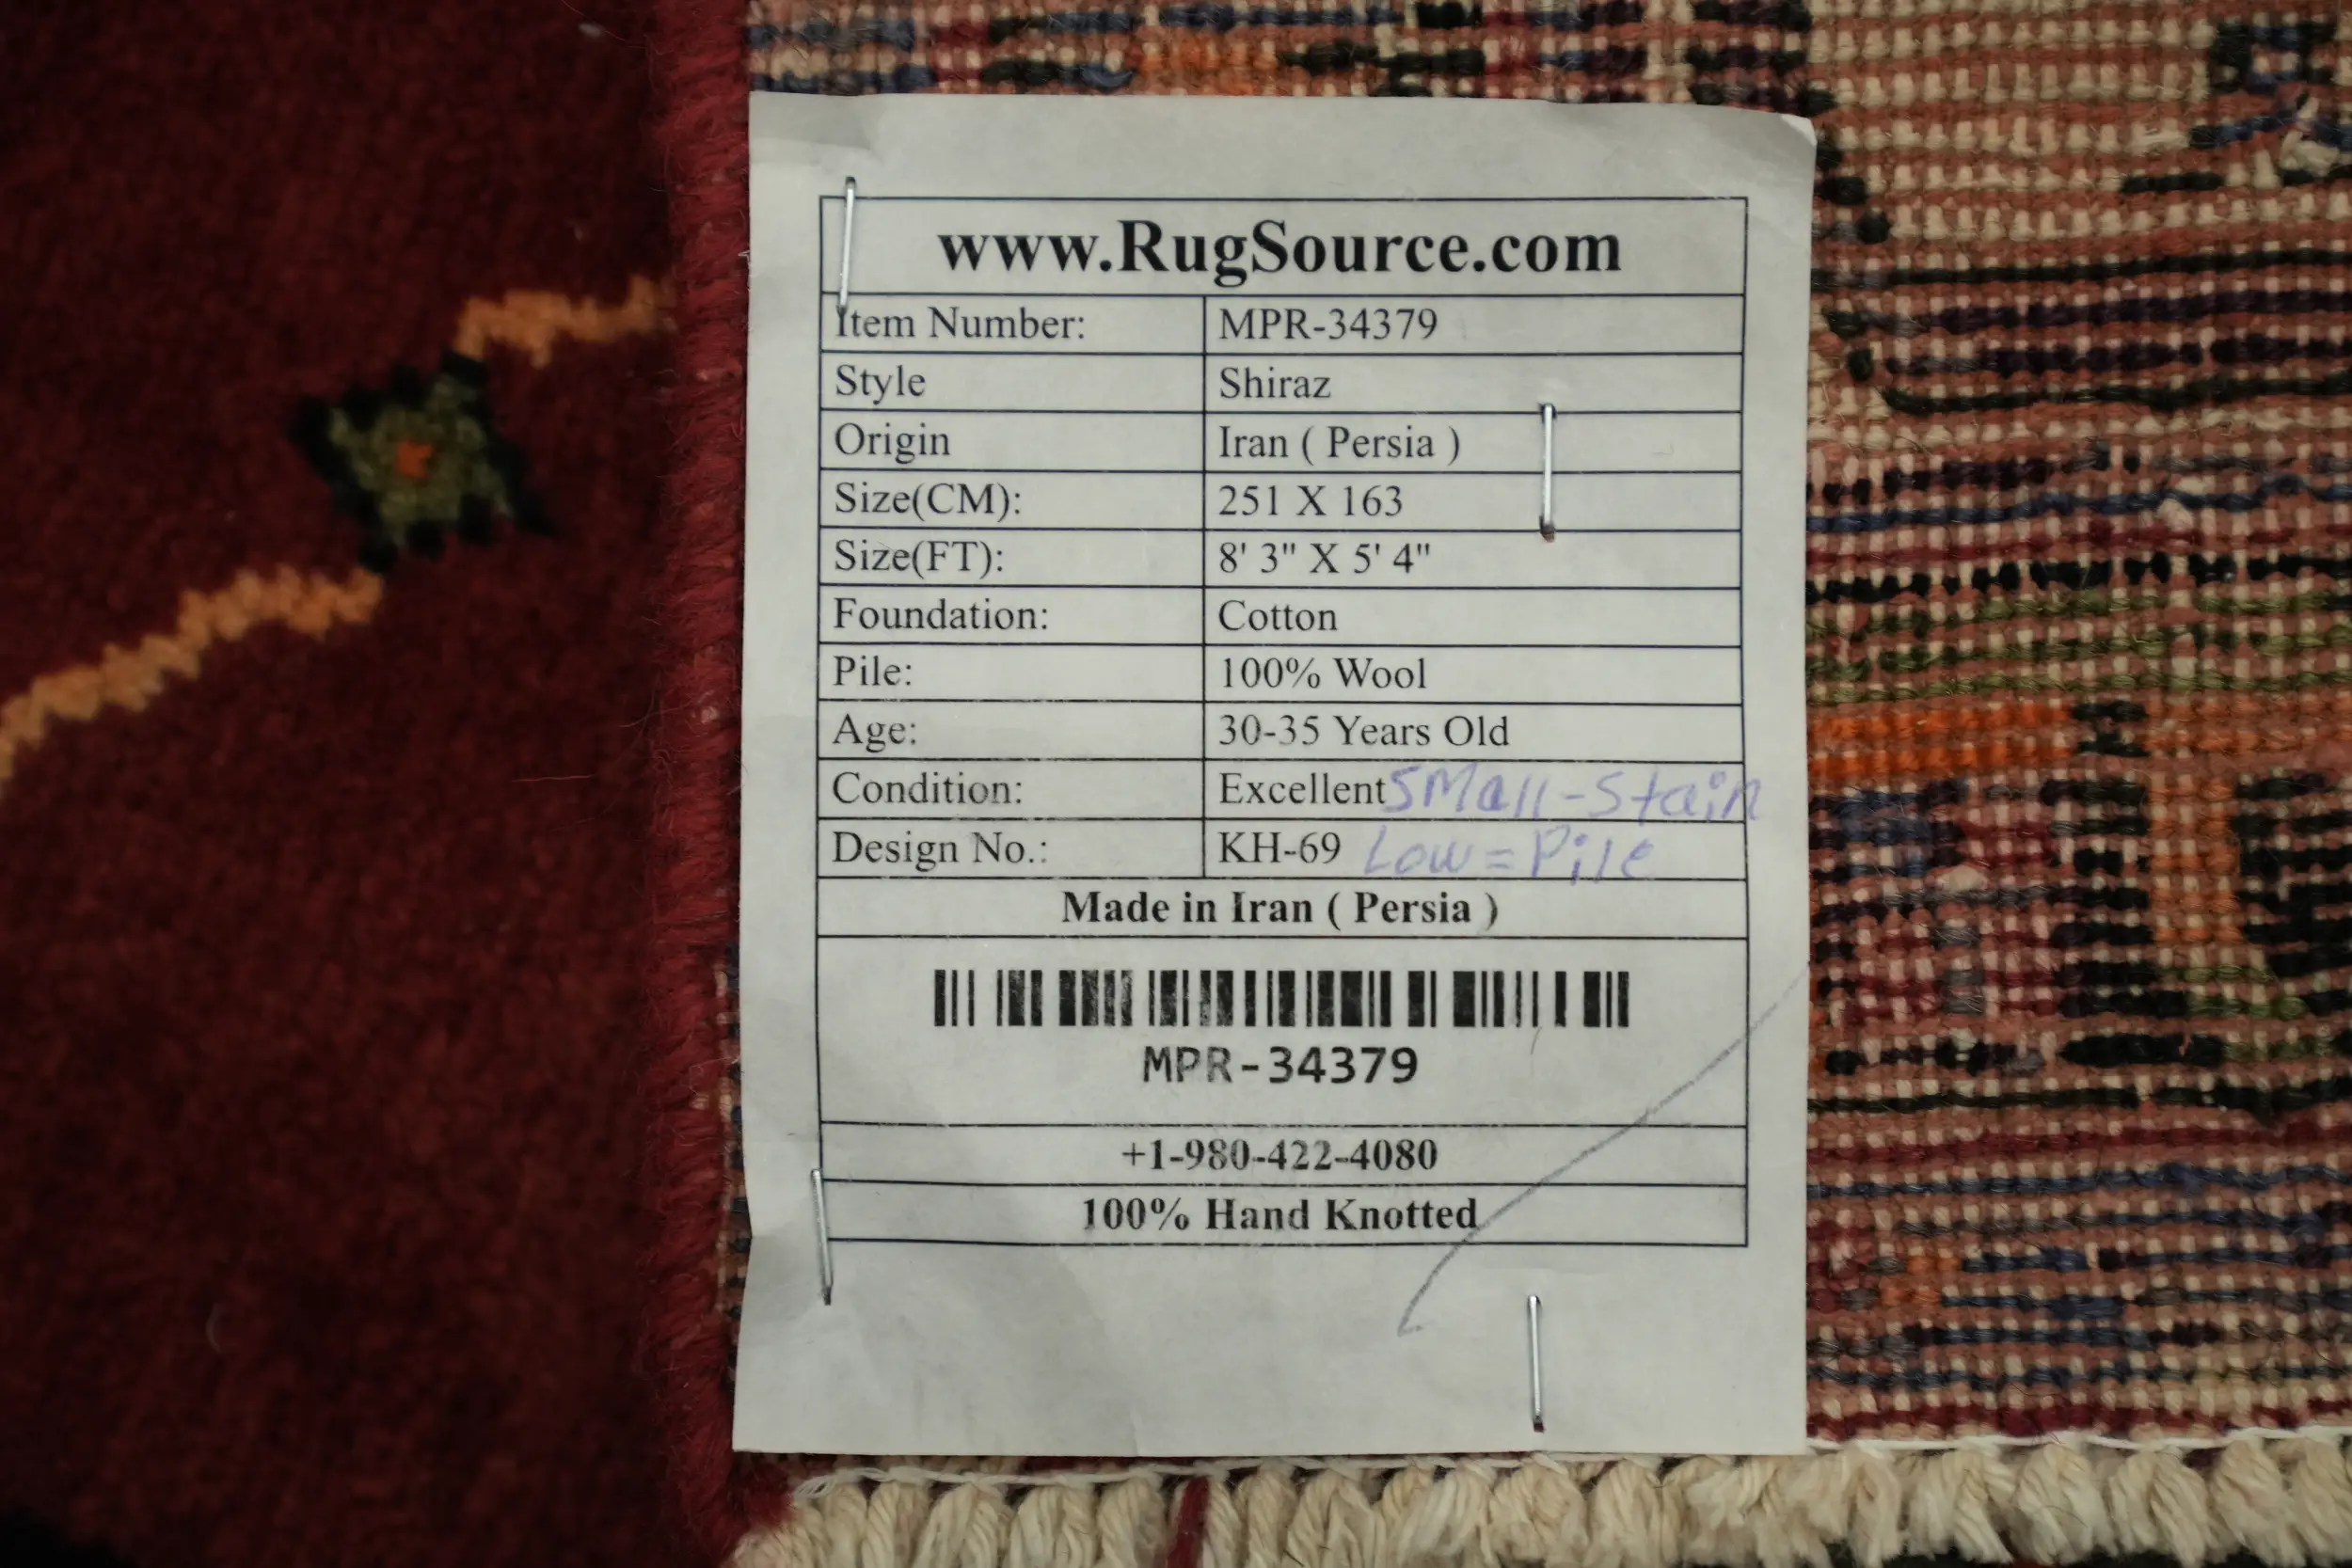 www.RugSource.com
Item Number: MPR-34379
Style Shiraz
Origin Iran ( Persia )
Size(CM): 251 X 163
Size(FT): 8' 3" X 5' 4"
Foundation: Cotton
Pile: 100% Wool
Age: 30-35 Years Old
Condition: Excellent Small-Stain
Design No.: KH-69 Low=Pile
Made in Iran ( Persia )
MPR-34379
+1-980-422-4080
100% Hand Knotted